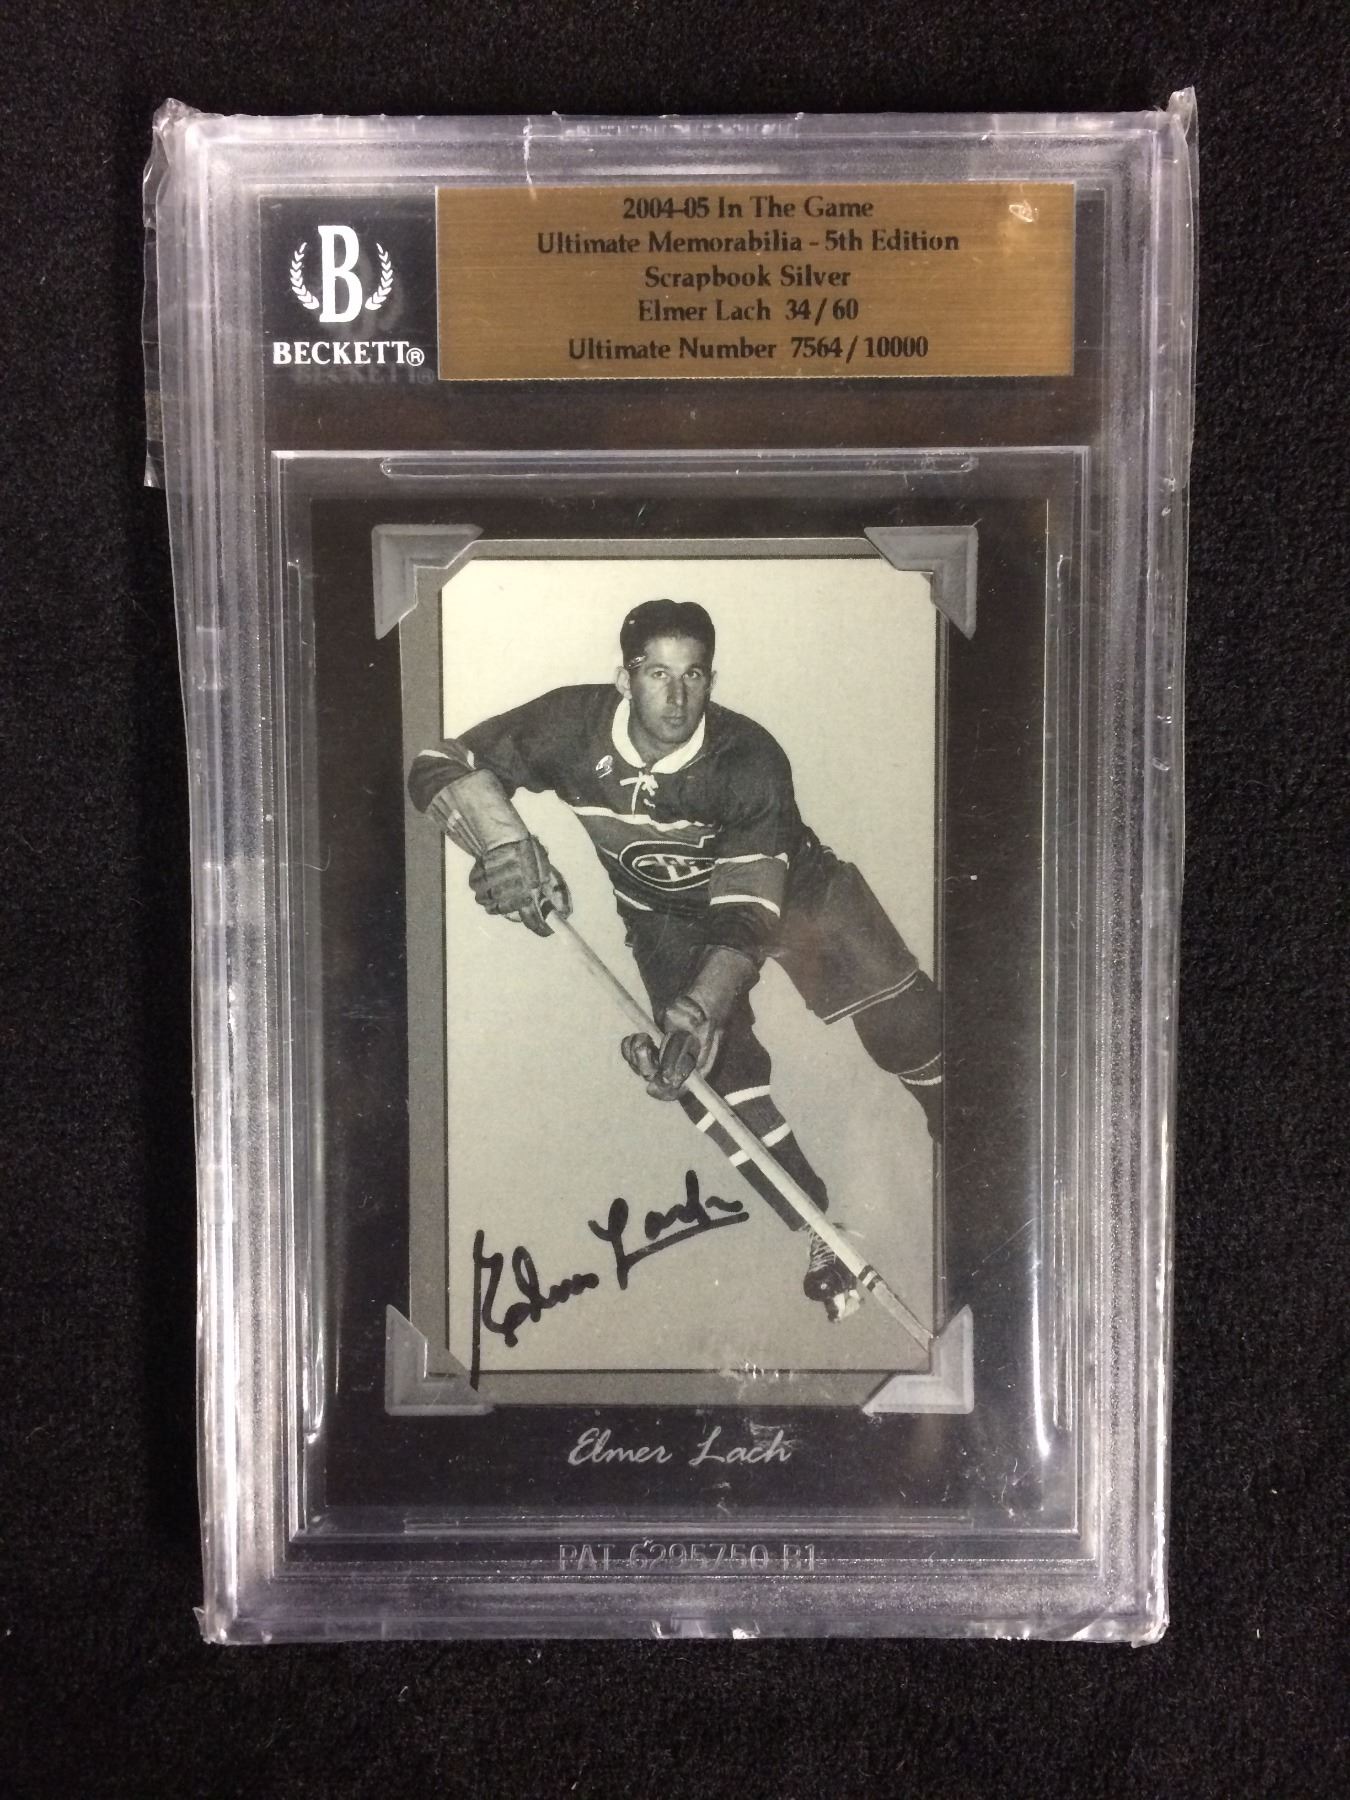 2004-05 In The Game
Ultimate Memorabilia - 5th Edition
Scrapbook Silver
Elmer Lach 34 / 60
Ultimate Number 7564 / 10000
B
BECKETT®
CH
Elmer Lach
Elmer Lach
PAT 6295750 B1